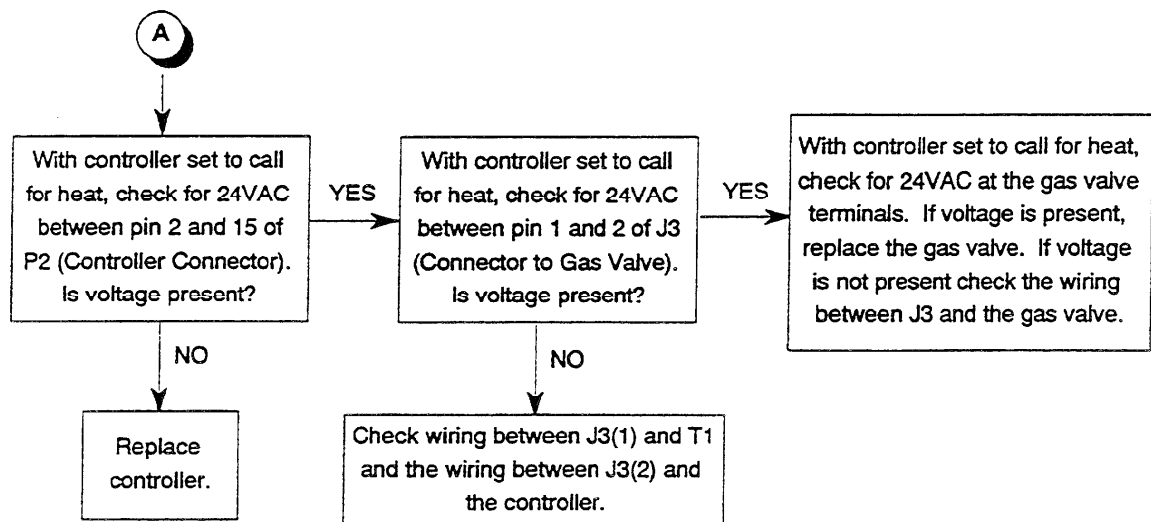 A
With controller set to call
for heat, check for 24VAC
between pin 2 and 15 of
P2 (Controller Connector).
Is voltage present?
YES
With controller set to call
for heat, check for 24VAC
between pin 1 and 2 of J3
(Connector to Gas Valve).
Is voltage present?
YES
With controller set to call for heat,
check for 24VAC at the gas valve
terminals. If voltage is present,
replace the gas valve. If voltage
is not present check the wiring
between J3 and the gas valve.
NO
Replace
controller.
NO
Check wiring between J3(1) and T1
and the wiring between J3(2) and
the controller.